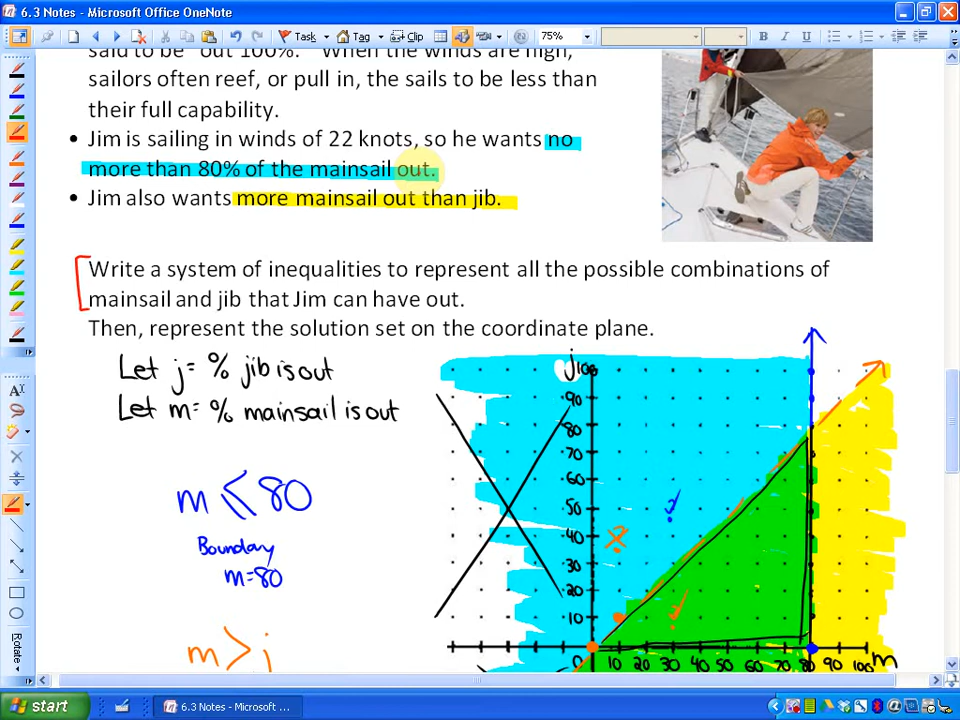 6.3 Notes - Microsoft Office OneNote
Task
Tag
Clip
75%
B I U
said to be "out 100%." When the winds are high,
sailors often reef, or pull in, the sails to be less than
their full capability.
• Jim is sailing in winds of 22 knots, so he wants no
more than 80% of the mainsail out.
• Jim also wants more mainsail out than jib.
Write a system of inequalities to represent all the possible combinations of
mainsail and jib that Jim can have out.
Then, represent the solution set on the coordinate plane.
Let j = % jib is out
Let m = % mainsail is out
m ≤ 80
Boundary
m=80
m > j
j
100
90
80
70
60
50
40
30
20
10
0 10 20 30 40 50 60 70 80 90 100 m
Rotate
start
6.3 Notes - Microsoft ...